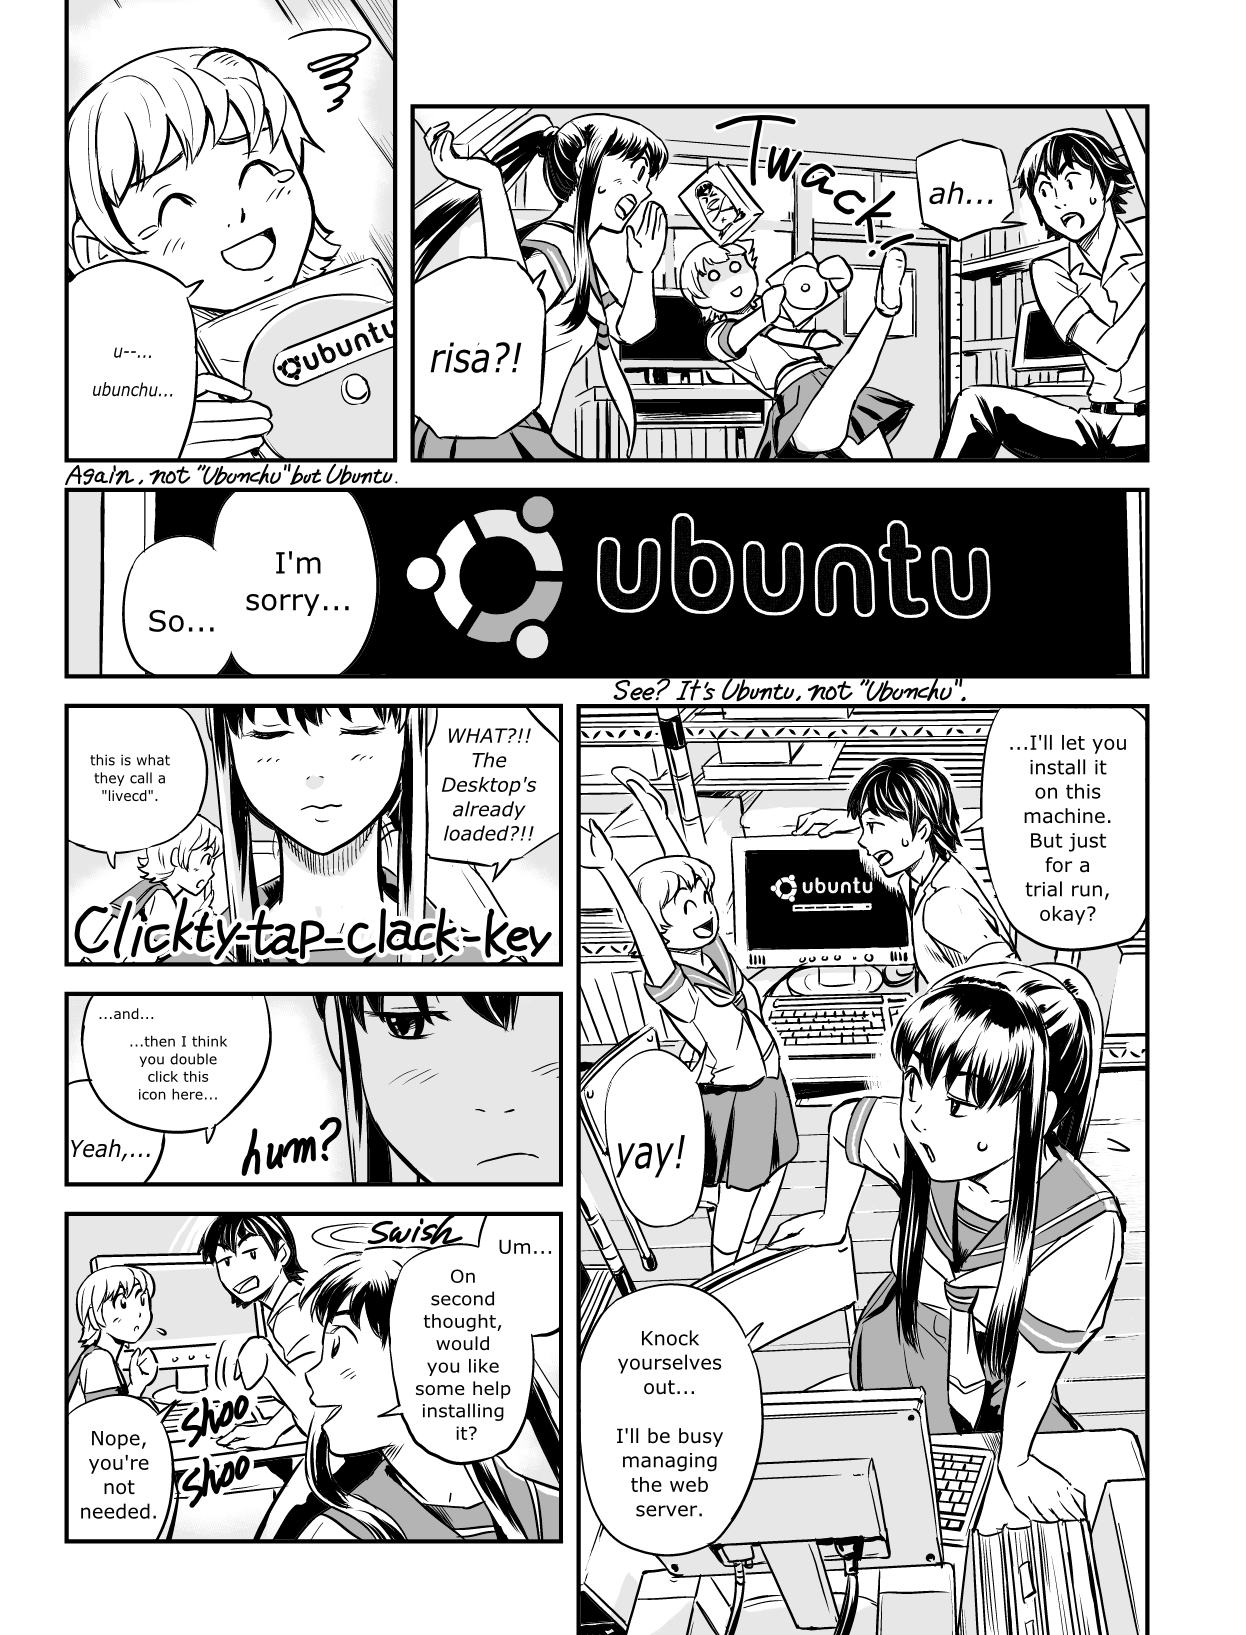 u--...
ubunchu...
ubuntu
risa?!
Twack!
ah...
Again, not "Ubunchu" but Ubuntu.
I'm
sorry...
So...
ubuntu
See? It's Ubuntu, not "Ubunchu".
...I'll let you
install it
on this
machine.
But just
for a
trial run,
okay?
ubuntu
yay!
Knock
yourselves
out...
I'll be busy
managing
the web
server.
WHAT?!!
The
Desktop's
already
loaded?!!
this is what
they call a
"livecd".
Clickty-tap-clack-key
...and...
...then I think
you double
click this
icon here...
Yeah,...
hum?
Swish
Um...
On
second
thought,
would
you like
some help
installing
it?
Shoo
Shoo
Nope,
you're
not
needed.